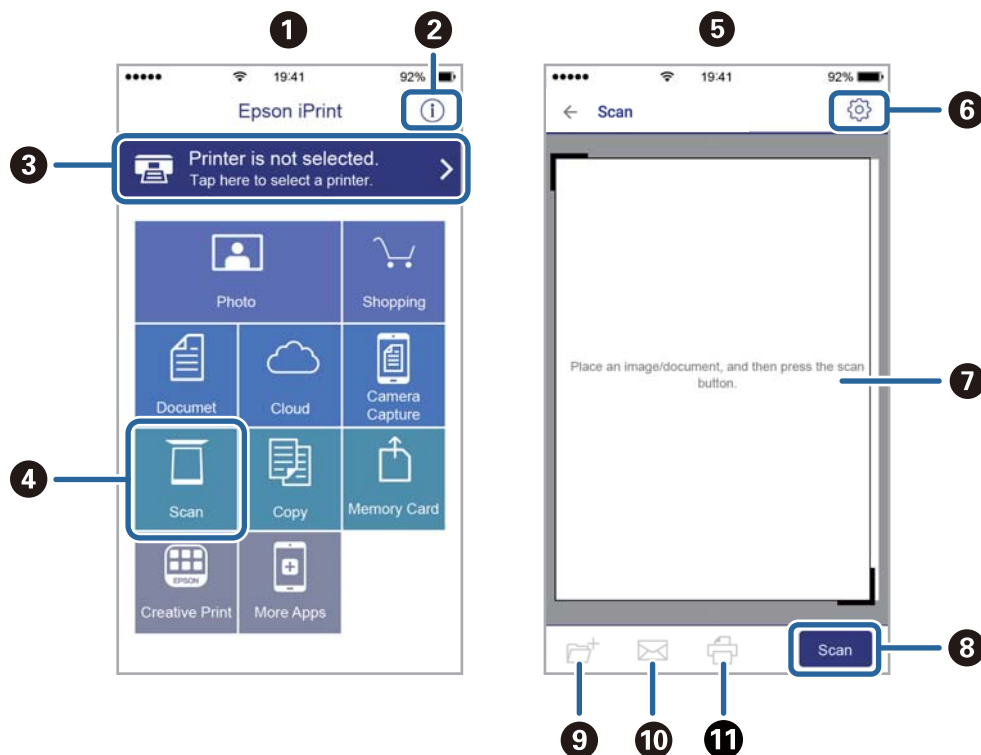 1
2
5
••••• 19:41 92%
••••• 19:41 92%
Epson iPrint
i
← Scan
6
3
Printer is not selected.
Tap here to select a printer.
Photo
Shopping
Place an image/document, and then press the scan
button.
7
Documet
Cloud
Camera
Capture
4
Scan
Copy
Memory Card
EPSON
Creative Print
More Apps
Scan
8
9
10
11